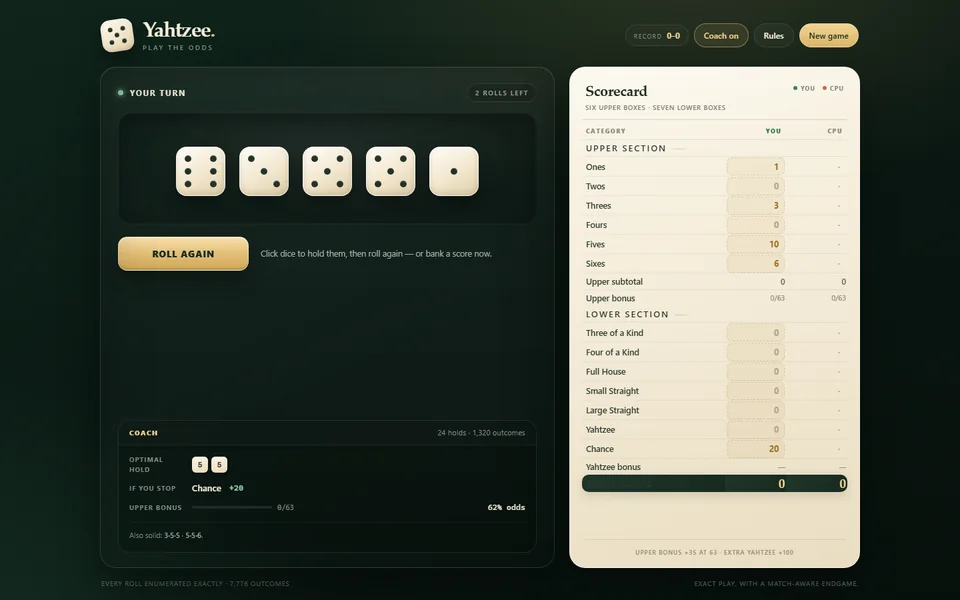 Yahtzee.
PLAY THE ODDS
RECORD 0-0
Coach on
Rules
New game
YOUR TURN
2 ROLLS LEFT
ROLL AGAIN
Click dice to hold them, then roll again — or bank a score now.
COACH
24 holds · 1,320 outcomes
OPTIMAL HOLD
5 5
IF YOU STOP Chance +20
UPPER BONUS 0/63 62% odds
Also solid: 3-5-5 · 5-5-6.
Scorecard
YOU CPU
SIX UPPER BOXES · SEVEN LOWER BOXES
CATEGORY YOU CPU
UPPER SECTION
Ones 1 -
Twos 0 -
Threes 3 -
Fours 0 -
Fives 10 -
Sixes 6 -
Upper subtotal 0 0
Upper bonus 0/63 0/63
LOWER SECTION
Three of a Kind 0 -
Four of a Kind 0 -
Full House 0 -
Small Straight 0 -
Large Straight 0 -
Yahtzee 0 -
Chance 20 -
Yahtzee bonus — —
0 0
UPPER BONUS +35 AT 63 · EXTRA YAHTZEE +100
EVERY ROLL ENUMERATED EXACTLY · 7,776 OUTCOMES
EXACT PLAY, WITH A MATCH-AWARE ENDGAME.